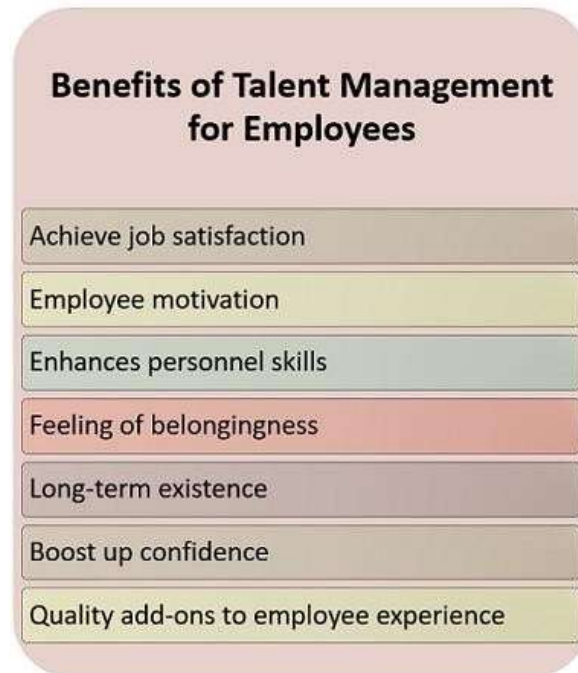 Benefits of Talent Management
for Employees
Achieve job satisfaction
Employee motivation
Enhances personnel skills
Feeling of belongingness
Long-term existence
Boost up confidence
Quality add-ons to employee experience